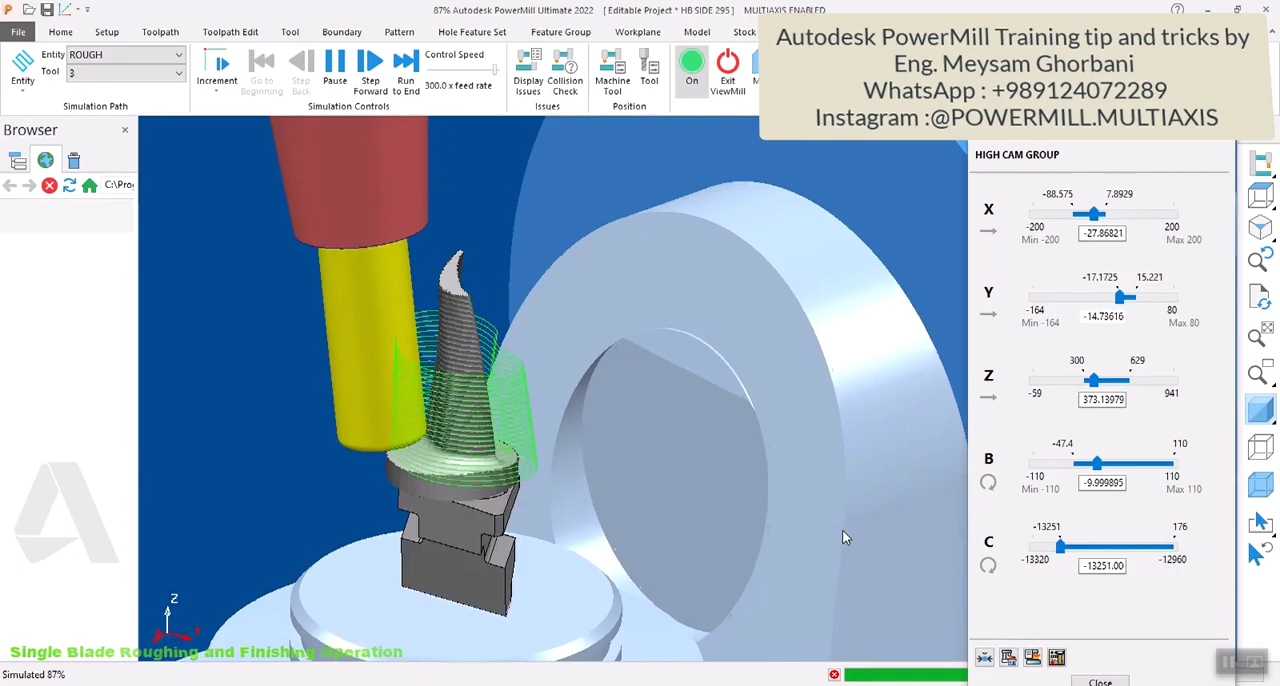 87% Autodesk PowerMill Ultimate 2022 [ Editable Project * HB SIDE 295 ] MULTIAXIS ENABLED
File Home Setup Toolpath Toolpath Edit Tool Boundary Pattern Hole Feature Set Feature Group Workplane Model Stock
Autodesk PowerMill Training tip and tricks by
Eng. Meysam Ghorbani
WhatsApp : +989124072289
Instagram :@POWERMILL.MULTIAXIS
Entity ROUGH
Tool 3
Entity
Increment
Go to Beginning
Step Back
Pause
Step Forward
Run to End
Control Speed
300.0 x feed rate
Display Issues
Collision Check
Machine Tool
Tool
On
Exit ViewMill
Simulation Path Simulation Controls Issues Position
Browser
C:\Pro
HIGH CAM GROUP
-88.575 7.8929
X
-200 200
-27.86821
Min -200 Max 200
-17.1725 15.221
Y
-164 80
-14.73616
Min -164 Max 80
300 629
Z
-59 941
373.13979
-47.4 110
B
-110 110
-9.999895
Min -110 Max 110
-13251 176
C
-13320 -12960
-13251.00
Close
Z
Single Blade Roughing and Finishing Operation
Simulated 87%